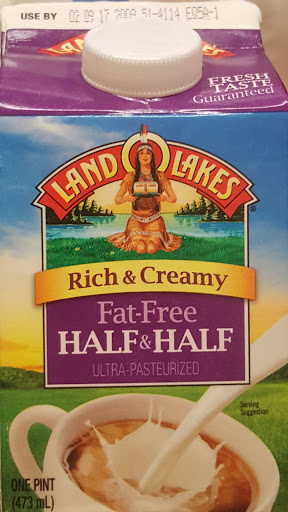 USE BY 02 09 17 2009 51-4114 E95A-1
FRESH
TASTE
Guaranteed
LAND O LAKES®
Rich & Creamy
Fat-Free
HALF & HALF
ULTRA-PASTEURIZED
Serving
Suggestion
ONE PINT
(473 mL)